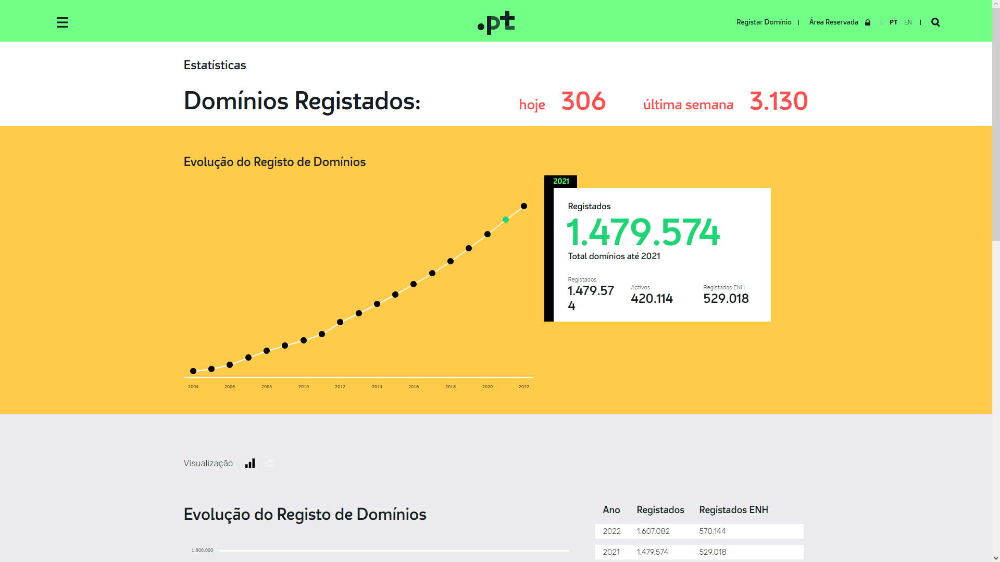 .pt
Registar Domínio
Área Reservada
PT EN
Estatísticas
Domínios Registados:
hoje 306
última semana 3.130
Evolução do Registo de Domínios
2021
Registados
1.479.574
Total domínios até 2021
Registados
1.479.57
4
Activos
420.114
Registados ENH
529.018
2004 2006 2008 2010 2012 2014 2016 2018 2020 2022
Visualização:
Evolução do Registo de Domínios
1.800.000
Ano Registados Registados ENH
2022 1.607.082 570.144
2021 1.479.574 529.018